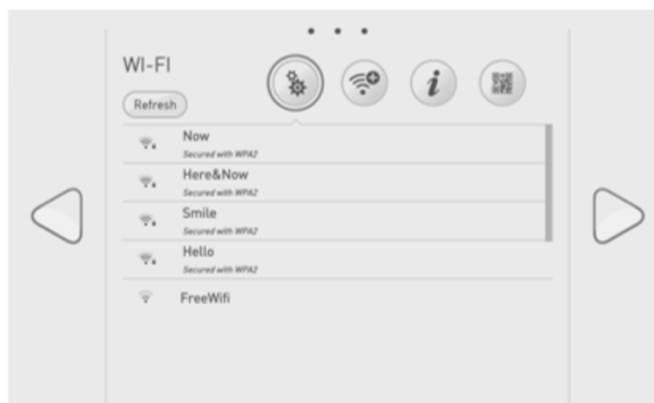 WI-FI
Refresh
Now
Secured with WPA2
Here&Now
Secured with WPA2
Smile
Secured with WPA2
Hello
Secured with WPA2
FreeWifi